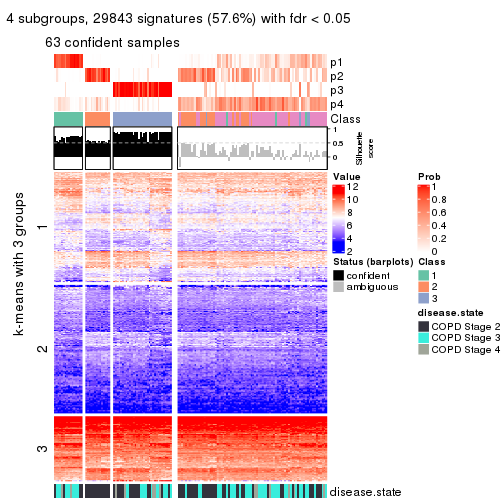 4 subgroups, 29843 signatures (57.6%) with fdr < 0.05
63 confident samples
p1
p2
p3
p4
Class
1
0.5
0
Silhouette
score
k-means with 3 groups
1
2
3
disease.state
Value
12
10
8
6
4
2
Prob
1
0.8
0.6
0.4
0.2
0
Status (barplots)
confident
ambiguous
Class
1
2
3
disease.state
COPD Stage 2
COPD Stage 3
COPD Stage 4